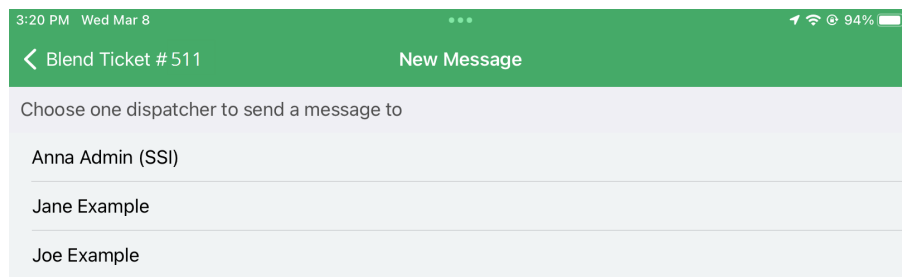 3:20 PM Wed Mar 8 94%
Blend Ticket # 511 New Message
Choose one dispatcher to send a message to
Anna Admin (SSI)
Jane Example
Joe Example